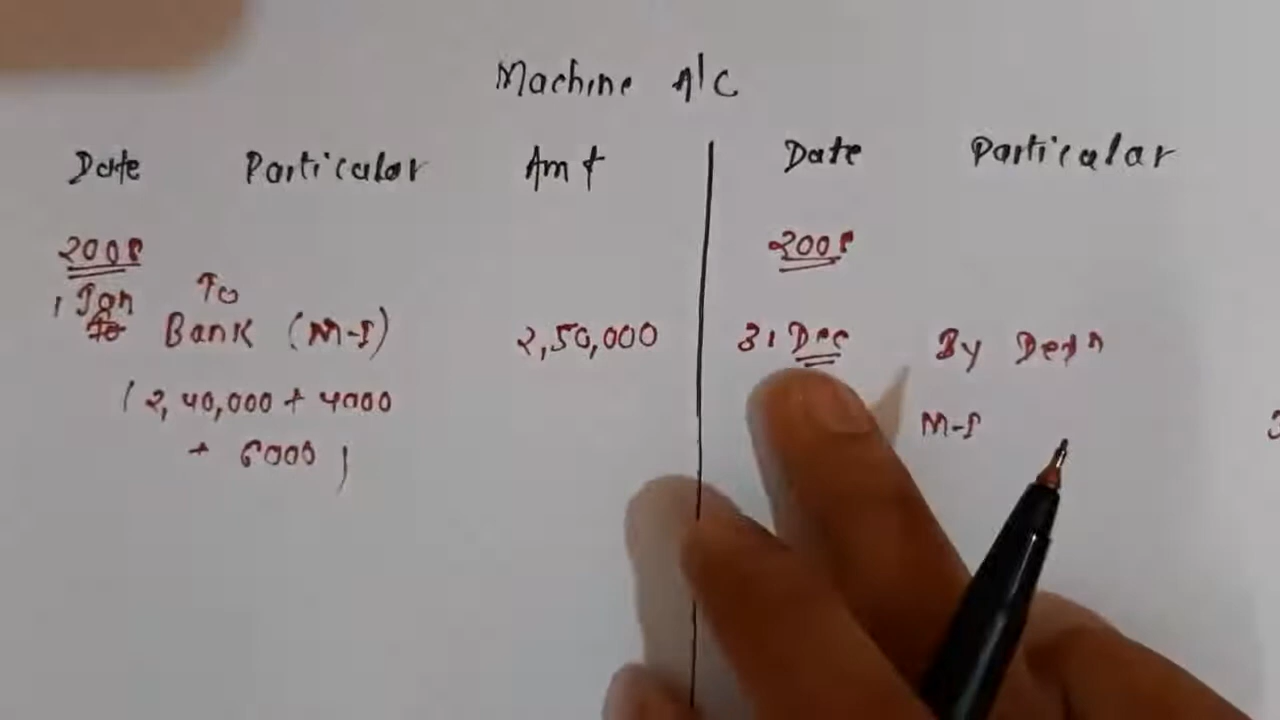 Machine A/C
Date Particular Amt Date Particular
2008 2008
1 Jan To
Bank (M-I) 2,50,000 31 Dec By Depn
(2,40,000 + 4000 M-I
+ 6000)